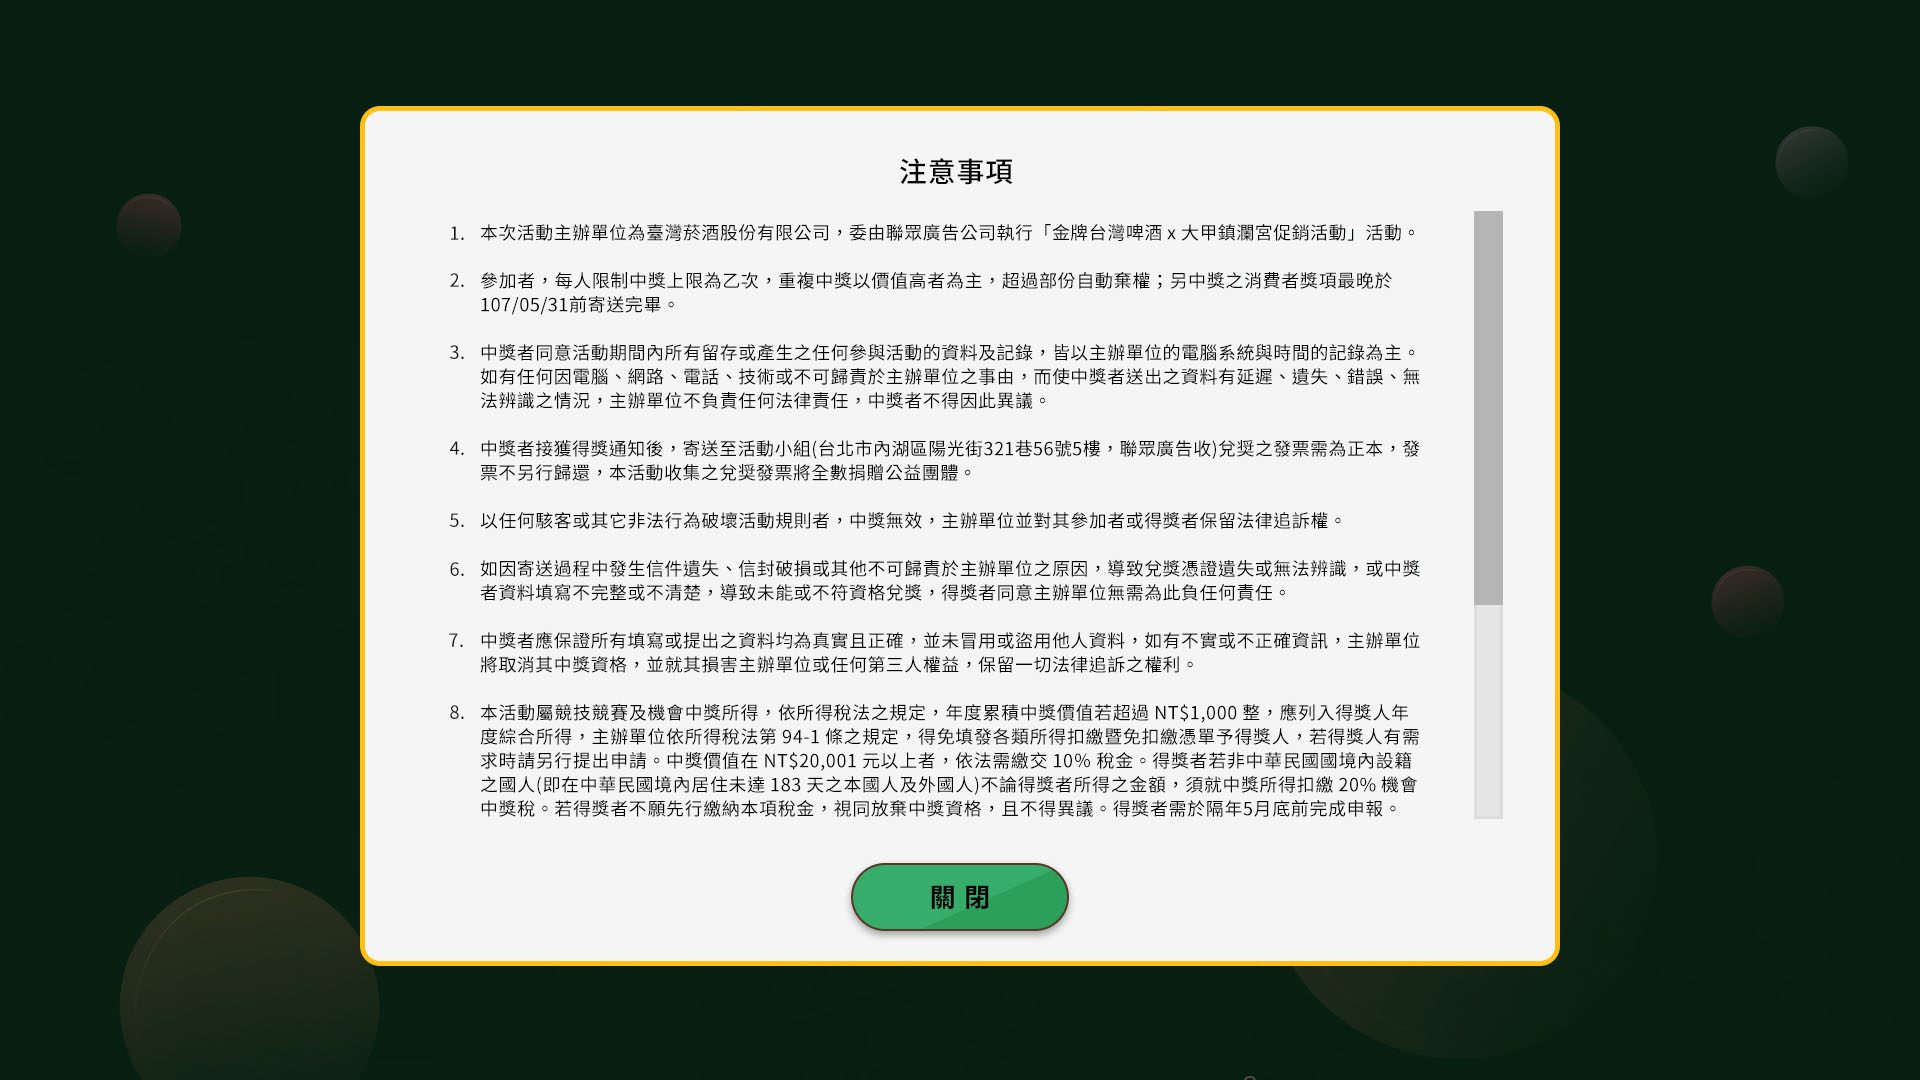 注意事項
1. 本次活動主辦單位為臺灣菸酒股份有限公司，委由聯眾廣告公司執行「金牌台灣啤酒 x 大甲鎮瀾宮促銷活動」活動。
2. 參加者，每人限制中獎上限為乙次，重複中獎以價值高者為主，超過部份自動棄權；另中獎之消費者獎項最晚於
107/05/31前寄送完畢。
3. 中獎者同意活動期間內所有留存或產生之任何參與活動的資料及記錄，皆以主辦單位的電腦系統與時間的記錄為主。
如有任何因電腦、網路、電話、技術或不可歸責於主辦單位之事由，而使中獎者送出之資料有延遲、遺失、錯誤、無
法辨識之情況，主辦單位不負責任何法律責任，中獎者不得因此異議。
4. 中獎者接獲得獎通知後，寄送至活動小組(台北市內湖區陽光街321巷56號5樓，聯眾廣告收)兌奨之發票需為正本，發
票不另行歸還，本活動收集之兌奨發票將全數捐贈公益團體。
5. 以任何駭客或其它非法行為破壞活動規則者，中獎無效，主辦單位並對其參加者或得獎者保留法律追訴權。
6. 如因寄送過程中發生信件遺失、信封破損或其他不可歸責於主辦單位之原因，導致兌獎憑證遺失或無法辨識，或中獎
者資料填寫不完整或不清楚，導致未能或不符資格兌獎，得獎者同意主辦單位無需為此負任何責任。
7. 中獎者應保證所有填寫或提出之資料均為真實且正確，並未冒用或盜用他人資料，如有不實或不正確資訊，主辦單位
將取消其中獎資格，並就其損害主辦單位或任何第三人權益，保留一切法律追訴之權利。
8. 本活動屬競技競賽及機會中獎所得，依所得稅法之規定，年度累積中獎價值若超過 NT$1,000 整，應列入得獎人年
度綜合所得，主辦單位依所得稅法第 94-1 條之規定，得免填發各類所得扣繳暨免扣繳憑單予得獎人，若得獎人有需
求時請另行提出申請。中獎價值在 NT$20,001 元以上者，依法需繳交 10% 稅金。得獎者若非中華民國國境內設籍
之國人(即在中華民國境內居住未達 183 天之本國人及外國人)不論得獎者所得之金額，須就中獎所得扣繳 20% 機會
中獎稅。若得獎者不願先行繳納本項稅金，視同放棄中獎資格，且不得異議。得獎者需於隔年5月底前完成申報。
關 閉